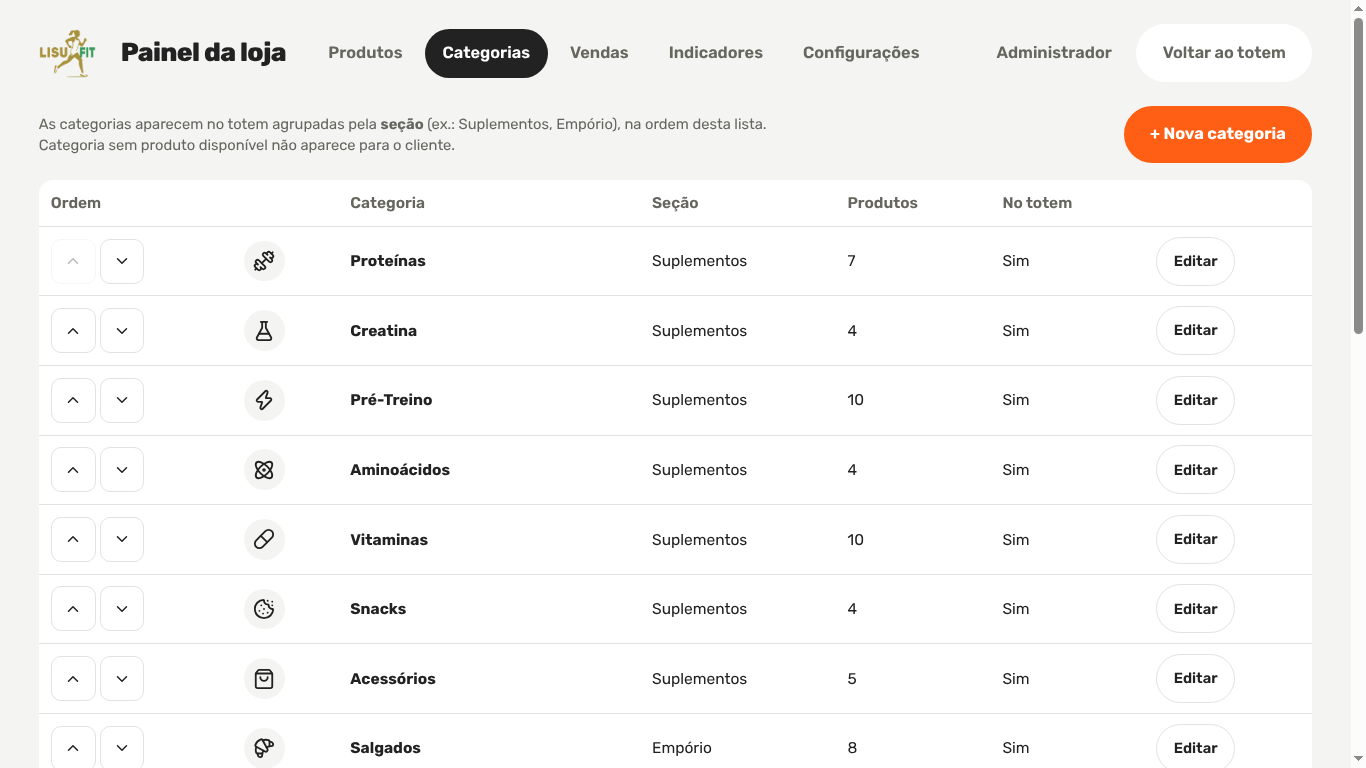 LISU FIT
Painel da loja
Produtos
Categorias
Vendas
Indicadores
Configurações
Administrador
Voltar ao totem
As categorias aparecem no totem agrupadas pela seção (ex.: Suplementos, Empório), na ordem desta lista.
Categoria sem produto disponível não aparece para o cliente.
+ Nova categoria
Ordem Categoria Seção Produtos No totem
Proteínas Suplementos 7 Sim Editar
Creatina Suplementos 4 Sim Editar
Pré-Treino Suplementos 10 Sim Editar
Aminoácidos Suplementos 4 Sim Editar
Vitaminas Suplementos 10 Sim Editar
Snacks Suplementos 4 Sim Editar
Acessórios Suplementos 5 Sim Editar
Salgados Empório 8 Sim Editar